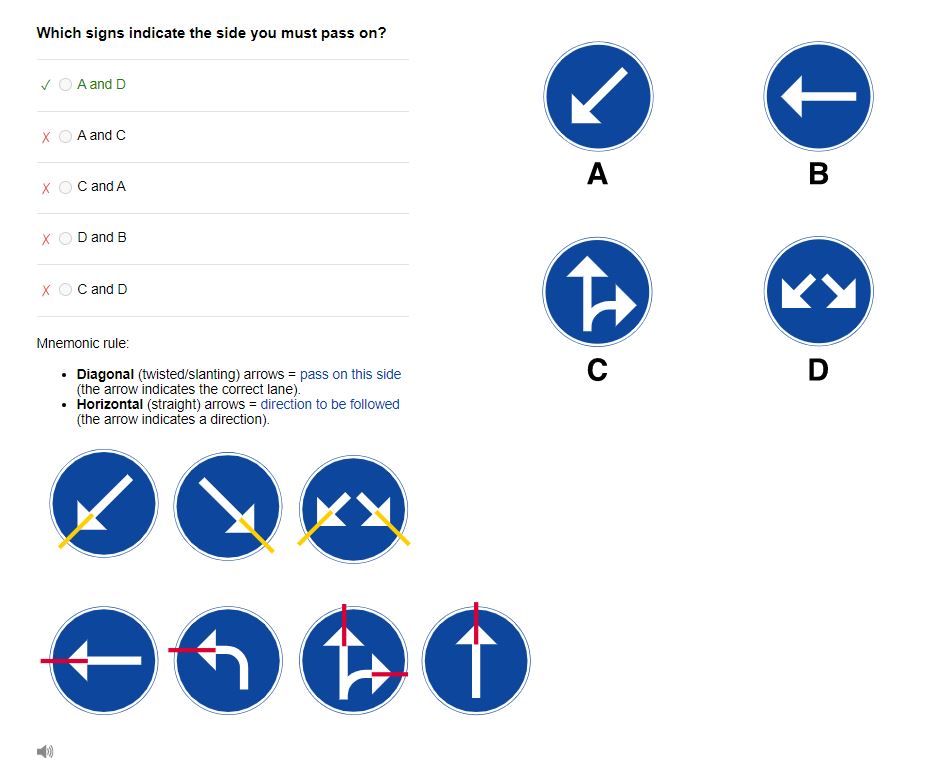 Which signs indicate the side you must pass on?
✓ A and D
X A and C
X C and A
X D and B
X C and D
Mnemonic rule:
• Diagonal (twisted/slanting) arrows = pass on this side
(the arrow indicates the correct lane).
• Horizontal (straight) arrows = direction to be followed
(the arrow indicates a direction).
A
B
C
D